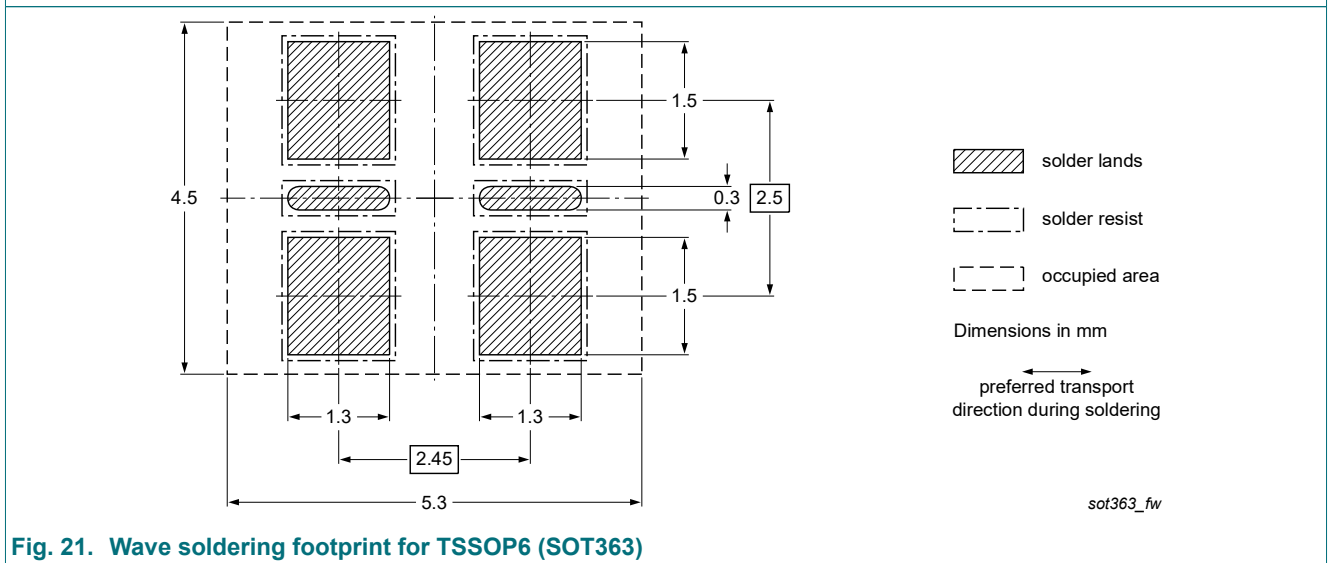 1.5
4.5
0.3
2.5
1.5
1.3
1.3
2.45
5.3
solder lands
solder resist
occupied area
Dimensions in mm
preferred transport
direction during soldering
sot363_fw
Fig. 21. Wave soldering footprint for TSSOP6 (SOT363)